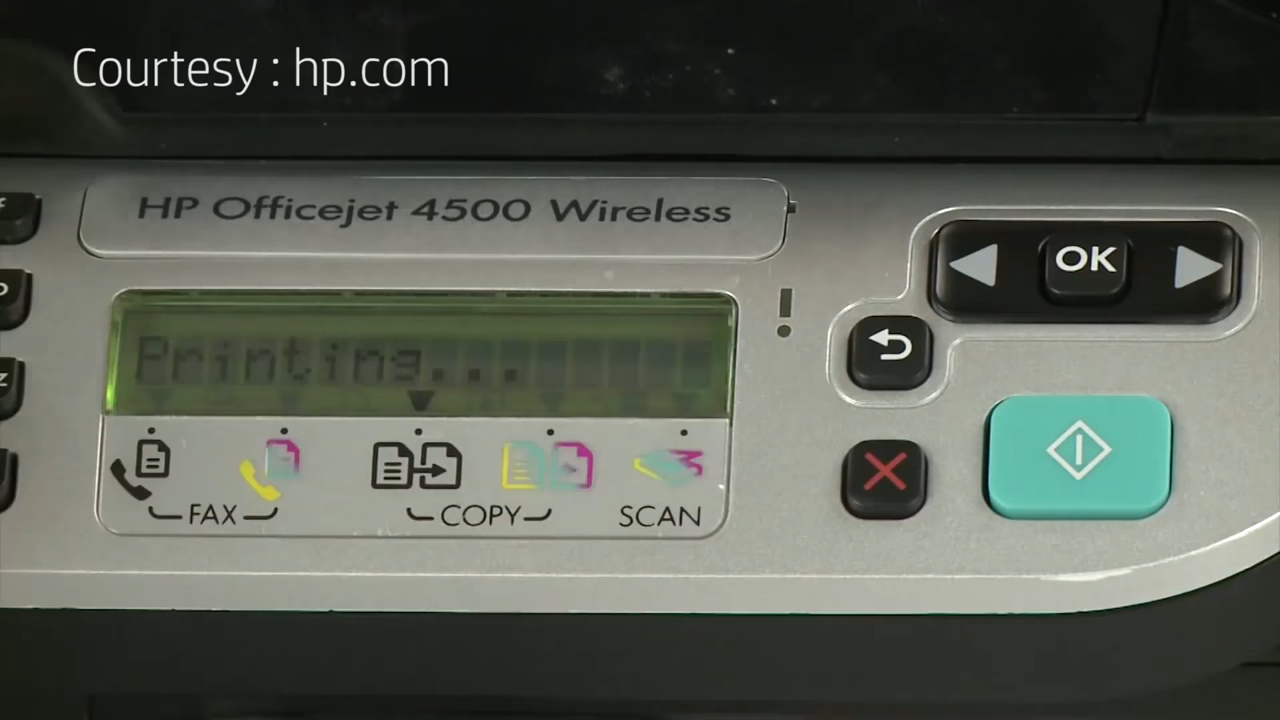 Courtesy : hp.com
HP Officejet 4500 Wireless
OK
Printing...
FAX
COPY
SCAN